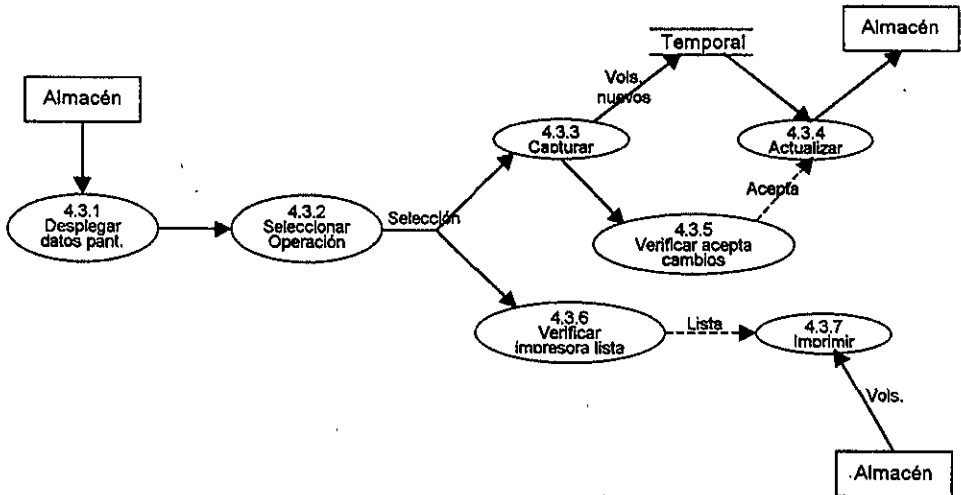 Almacén
Temporal
Almacén
Vols.
nuevos
4.3.3
Capturar
4.3.4
Actualizar
4.3.1
Desplegar
datos pant.
4.3.2
Seleccionar
Operación
Selección
Acepta
4.3.5
Verificar acepta
cambios
4.3.6
Verificar
impresora lista
Lista
4.3.7
Imprimir
Vols.
Almacén